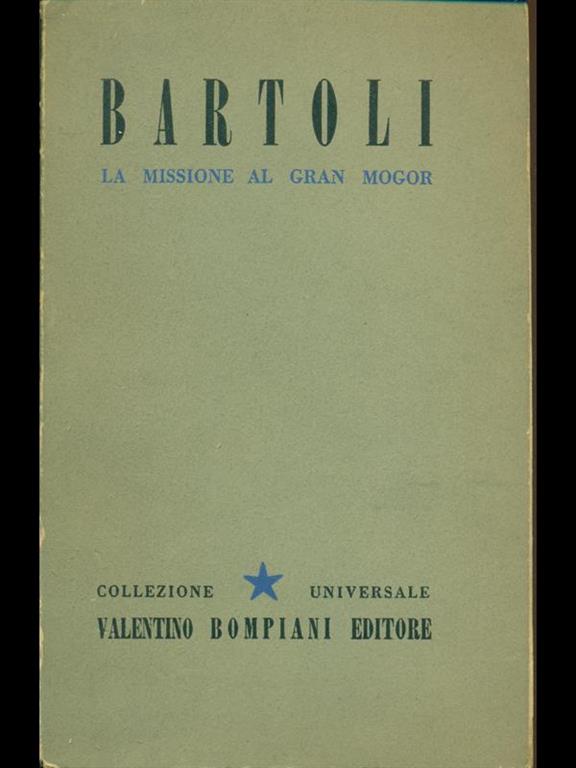 BARTOLI
LA MISSIONE AL GRAN MOGOR
COLLEZIONE UNIVERSALE
VALENTINO BOMPIANI EDITORE